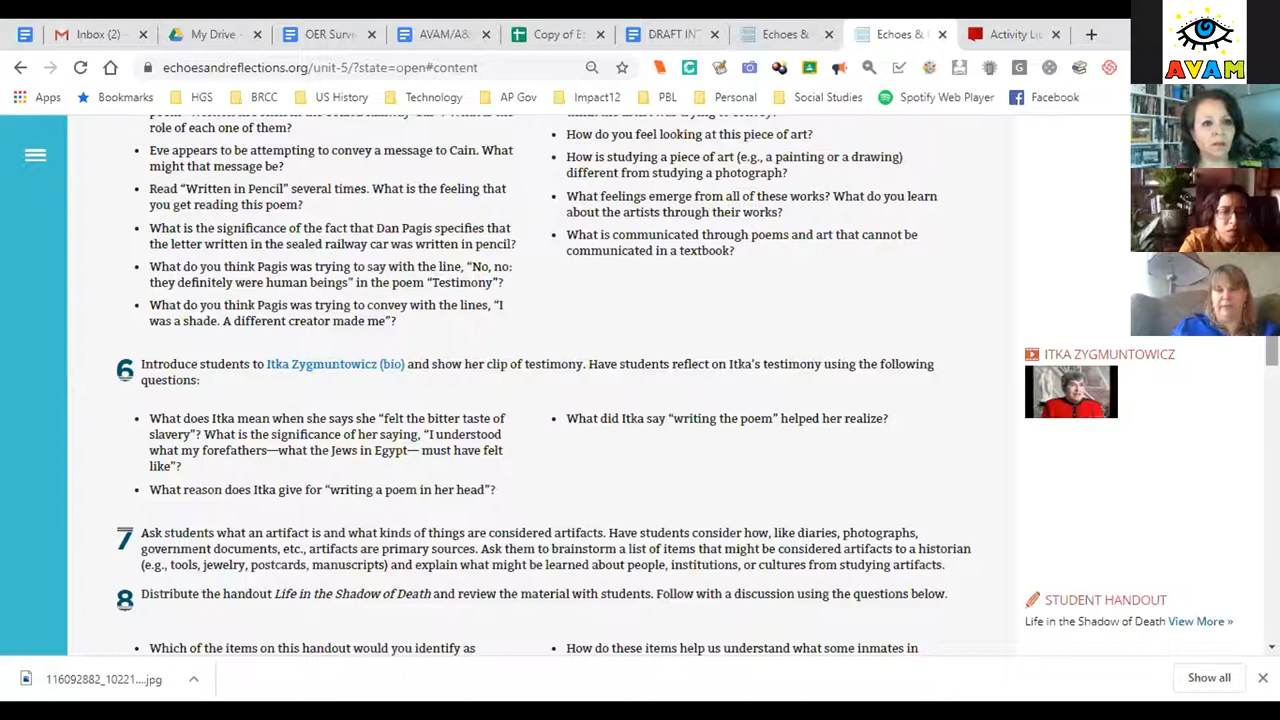 Inbox (2)
My Drive -
OER Surv
AVAM/A&
Copy of E
DRAFT IN
Echoes &
Echoes &
Activity Li
echoesandreflections.org/unit-5/?state=open#content
Apps
Bookmarks
HGS
BRCC
US History
Technology
AP Gov
Impact12
PBL
Personal
Social Studies
Spotify Web Player
Facebook
AVAM
role of each one of them?
• Eve appears to be attempting to convey a message to Cain. What
might that message be?
• Read “Written in Pencil” several times. What is the feeling that
you get reading this poem?
• What is the significance of the fact that Dan Pagis specifies that
the letter written in the sealed railway car was written in pencil?
• What do you think Pagis was trying to say with the line, “No, no:
they definitely were human beings” in the poem “Testimony”?
• What do you think Pagis was trying to convey with the lines, “I
was a shade. A different creator made me”?
• How do you feel looking at this piece of art?
• How is studying a piece of art (e.g., a painting or a drawing)
different from studying a photograph?
• What feelings emerge from all of these works? What do you learn
about the artists through their works?
• What is communicated through poems and art that cannot be
communicated in a textbook?
6 Introduce students to Itka Zygmuntowicz (bio) and show her clip of testimony. Have students reflect on Itka’s testimony using the following
questions:
• What does Itka mean when she says she “felt the bitter taste of
slavery”? What is the significance of her saying, “I understood
what my forefathers—what the Jews in Egypt— must have felt
like”?
• What reason does Itka give for “writing a poem in her head”?
• What did Itka say “writing the poem” helped her realize?
ITKA ZYGMUNTOWICZ
7 Ask students what an artifact is and what kinds of things are considered artifacts. Have students consider how, like diaries, photographs,
government documents, etc., artifacts are primary sources. Ask them to brainstorm a list of items that might be considered artifacts to a historian
(e.g., tools, jewelry, postcards, manuscripts) and explain what might be learned about people, institutions, or cultures from studying artifacts.
8 Distribute the handout Life in the Shadow of Death and review the material with students. Follow with a discussion using the questions below.
STUDENT HANDOUT
Life in the Shadow of Death View More »
• Which of the items on this handout would you identify as
• How do these items help us understand what some inmates in
116092882_10221....jpg
Show all